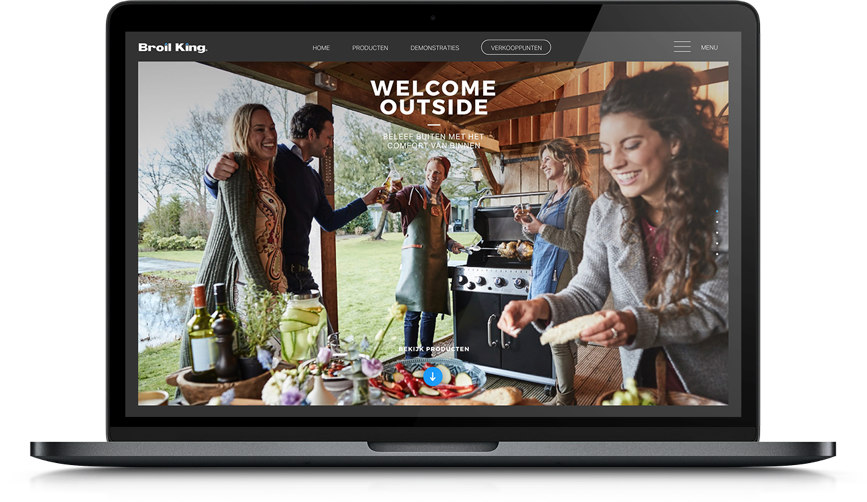 Broil King.
HOME
PRODUCTEN
DEMONSTRATIES
VERKOOPPUNTEN
MENU
WELCOME
OUTSIDE
BELEEF BUITEN MET HET
COMFORT VAN BINNEN
BEKIJK PRODUCTEN